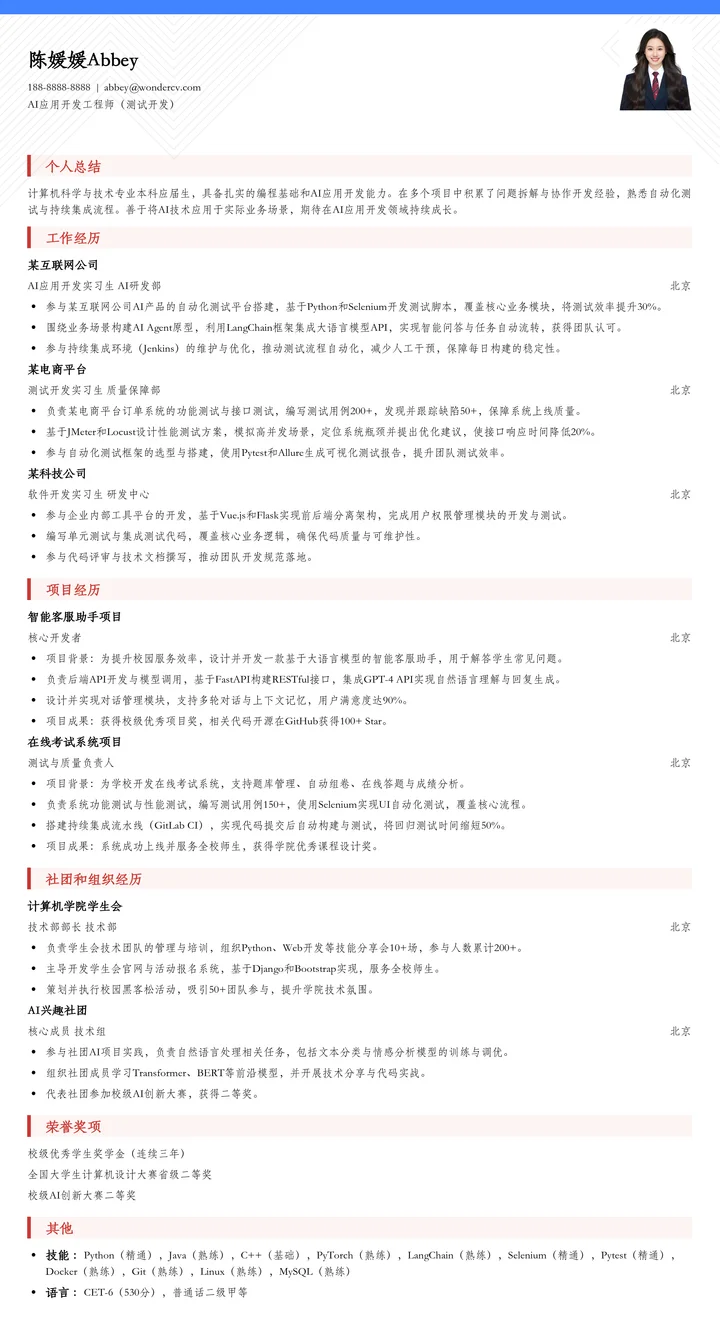 陈媛媛Abbey
188-8888-8888 | abbey@wondercv.com
AI应用开发工程师（测试开发）
个人总结
计算机科学与技术专业本科应届生，具备扎实的编程基础和AI应用开发能力。在多个项目中积累了问题拆解与协作开发经验，熟悉自动化测
试与持续集成流程。善于将AI技术应用于实际业务场景，期待在AI应用开发领域持续成长。
工作经历
某互联网公司
AI应用开发实习生 AI研发部 北京
• 参与某互联网公司AI产品的自动化测试平台搭建，基于Python和Selenium开发测试脚本，覆盖核心业务模块，将测试效率提升30%。
• 围绕业务场景构建AI Agent原型，利用LangChain框架集成大语言模型API，实现智能问答与任务自动流转，获得团队认可。
• 参与持续集成环境（Jenkins）的维护与优化，推动测试流程自动化，减少人工干预，保障每日构建的稳定性。
某电商平台
测试开发实习生 质量保障部 北京
• 负责某电商平台订单系统的功能测试与接口测试，编写测试用例200+，发现并跟踪缺陷50+，保障系统上线质量。
• 基于JMeter和Locust设计性能测试方案，模拟高并发场景，定位系统瓶颈并提出优化建议，使接口响应时间降低20%。
• 参与自动化测试框架的选型与搭建，使用Pytest和Allure生成可视化测试报告，提升团队测试效率。
某科技公司
软件开发实习生 研发中心 北京
• 参与企业内部工具平台的开发，基于Vue.js和Flask实现前后端分离架构，完成用户权限管理模块的开发与测试。
• 编写单元测试与集成测试代码，覆盖核心业务逻辑，确保代码质量与可维护性。
• 参与代码评审与技术文档撰写，推动团队开发规范落地。
项目经历
智能客服助手项目
核心开发者 北京
• 项目背景：为提升校园服务效率，设计并开发一款基于大语言模型的智能客服助手，用于解答学生常见问题。
• 负责后端API开发与模型调用，基于FastAPI构建RESTful接口，集成GPT-4 API实现自然语言理解与回复生成。
• 设计并实现对话管理模块，支持多轮对话与上下文记忆，用户满意度达90%。
• 项目成果：获得校级优秀项目奖，相关代码开源在GitHub获得100+ Star。
在线考试系统项目
测试与质量负责人 北京
• 项目背景：为学校开发在线考试系统，支持题库管理、自动组卷、在线答题与成绩分析。
• 负责系统功能测试与性能测试，编写测试用例150+，使用Selenium实现UI自动化测试，覆盖核心流程。
• 搭建持续集成流水线（GitLab CI），实现代码提交后自动构建与测试，将回归测试时间缩短50%。
• 项目成果：系统成功上线并服务全校师生，获得学院优秀课程设计奖。
社团和组织经历
计算机学院学生会
技术部部长 技术部 北京
• 负责学生会技术团队的管理与培训，组织Python、Web开发等技能分享会10+场，参与人数累计200+。
• 主导开发学生会官网与活动报名系统，基于Django和Bootstrap实现，服务全校师生。
• 策划并执行校园黑客松活动，吸引50+团队参与，提升学院技术氛围。
AI兴趣社团
核心成员 技术组 北京
• 参与社团AI项目实践，负责自然语言处理相关任务，包括文本分类与情感分析模型的训练与调优。
• 组织社团成员学习Transformer、BERT等前沿模型，并开展技术分享与代码实战。
• 代表社团参加校级AI创新大赛，获得二等奖。
荣誉奖项
校级优秀学生奖学金（连续三年）
全国大学生计算机设计大赛省级二等奖
校级AI创新大赛二等奖
其他
• 技能：Python（精通），Java（熟练），C++（基础），PyTorch（熟练），LangChain（熟练），Selenium（精通），Pytest（精通），
Docker（熟练），Git（熟练），Linux（熟练），MySQL（熟练）
• 语言：CET-6（530分），普通话二级甲等